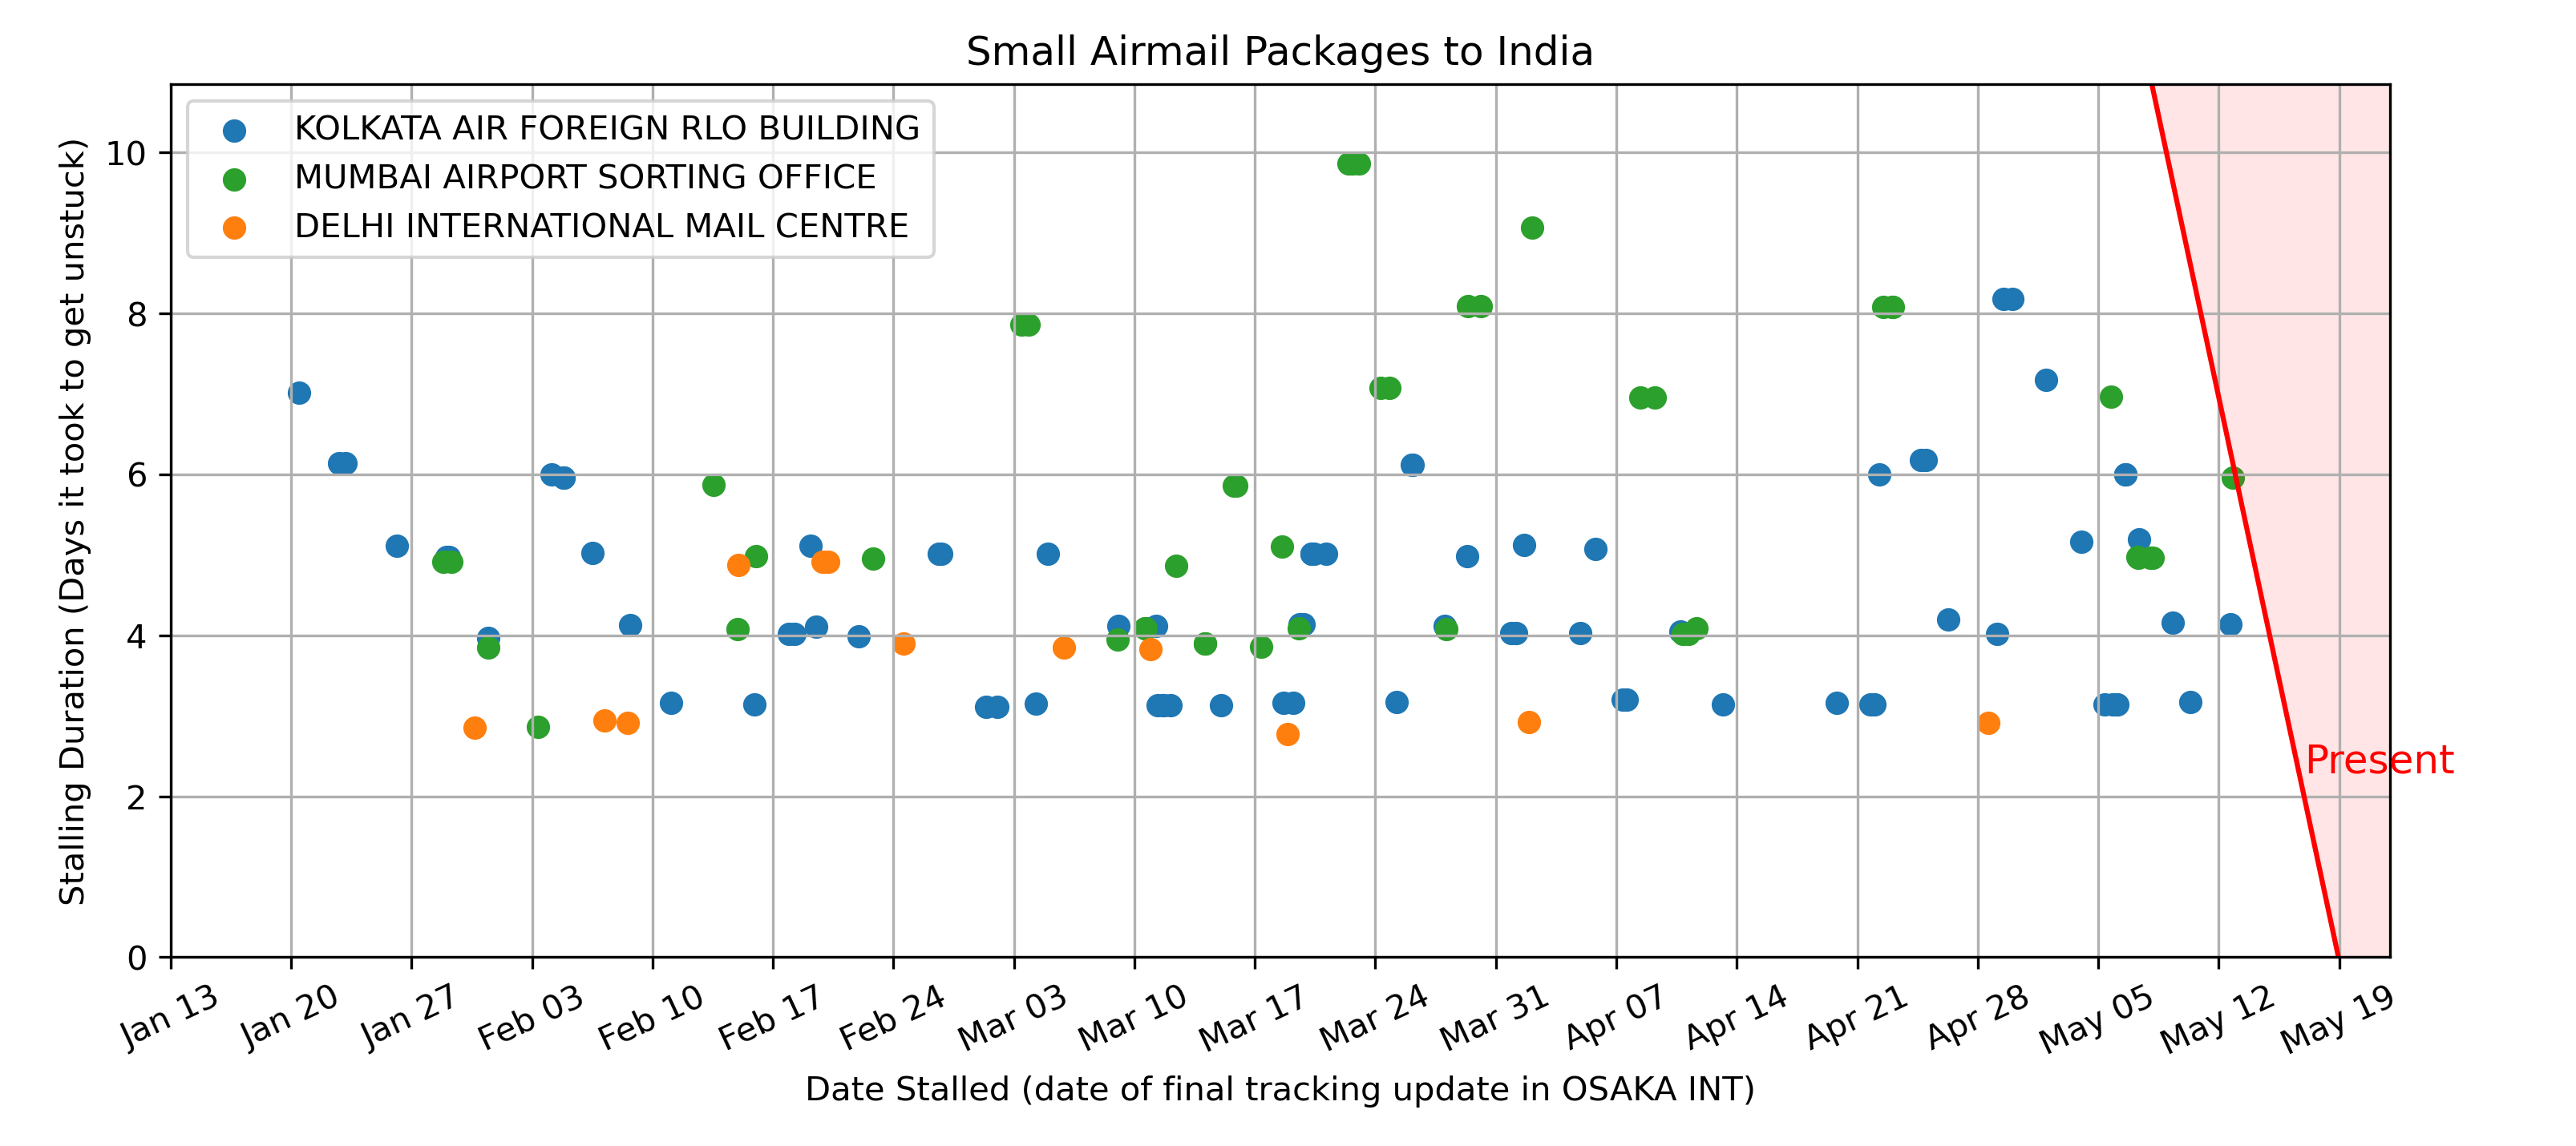 Small Airmail Packages to India
KOLKATA AIR FOREIGN RLO BUILDING
MUMBAI AIRPORT SORTING OFFICE
DELHI INTERNATIONAL MAIL CENTRE
Stalling Duration (Days it took to get unstuck)
10
8
6
4
2
0
Present
Jan 13
Jan 20
Jan 27
Feb 03
Feb 10
Feb 17
Feb 24
Mar 03
Mar 10
Mar 17
Mar 24
Mar 31
Apr 07
Apr 14
Apr 21
Apr 28
May 05
May 12
May 19
Date Stalled (date of final tracking update in OSAKA INT)